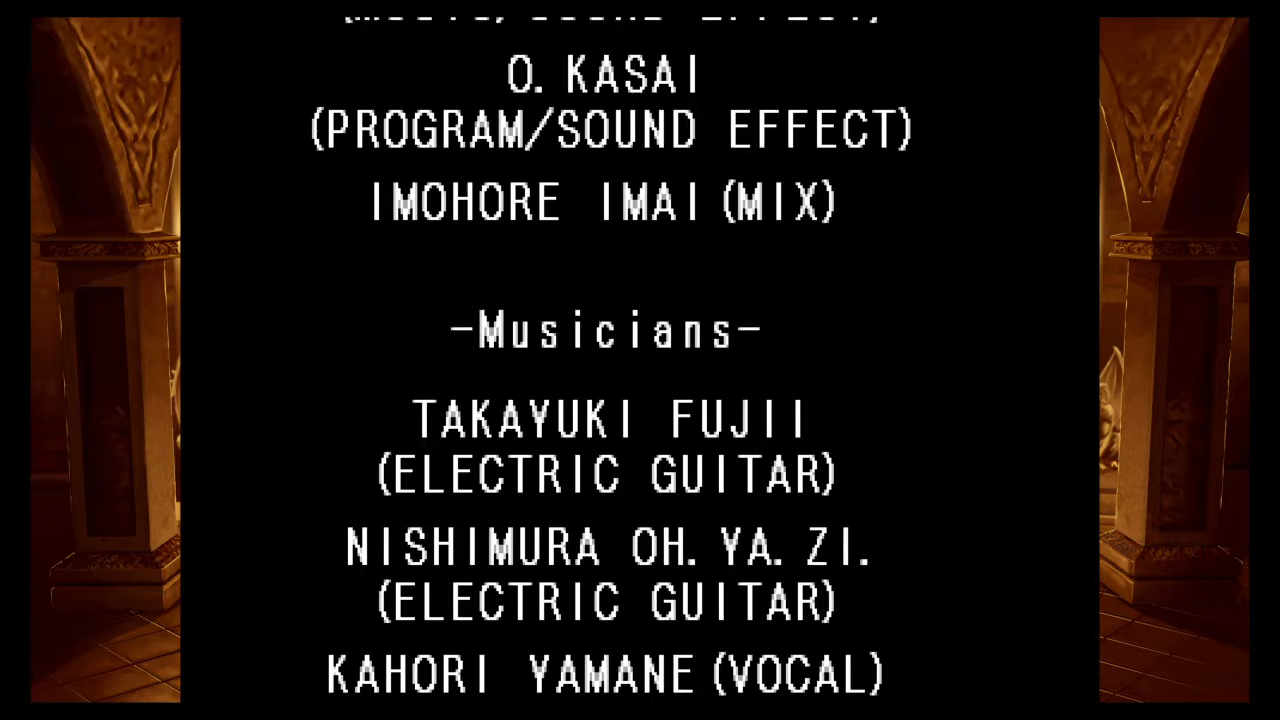 O. KASAI
(PROGRAM/SOUND EFFECT)
IMOHORE IMAI (MIX)
-Musicians-
TAKAYUKI FUJII
(ELECTRIC GUITAR)
NISHIMURA OH. YA. ZI.
(ELECTRIC GUITAR)
KAHORI YAMANE (VOCAL)